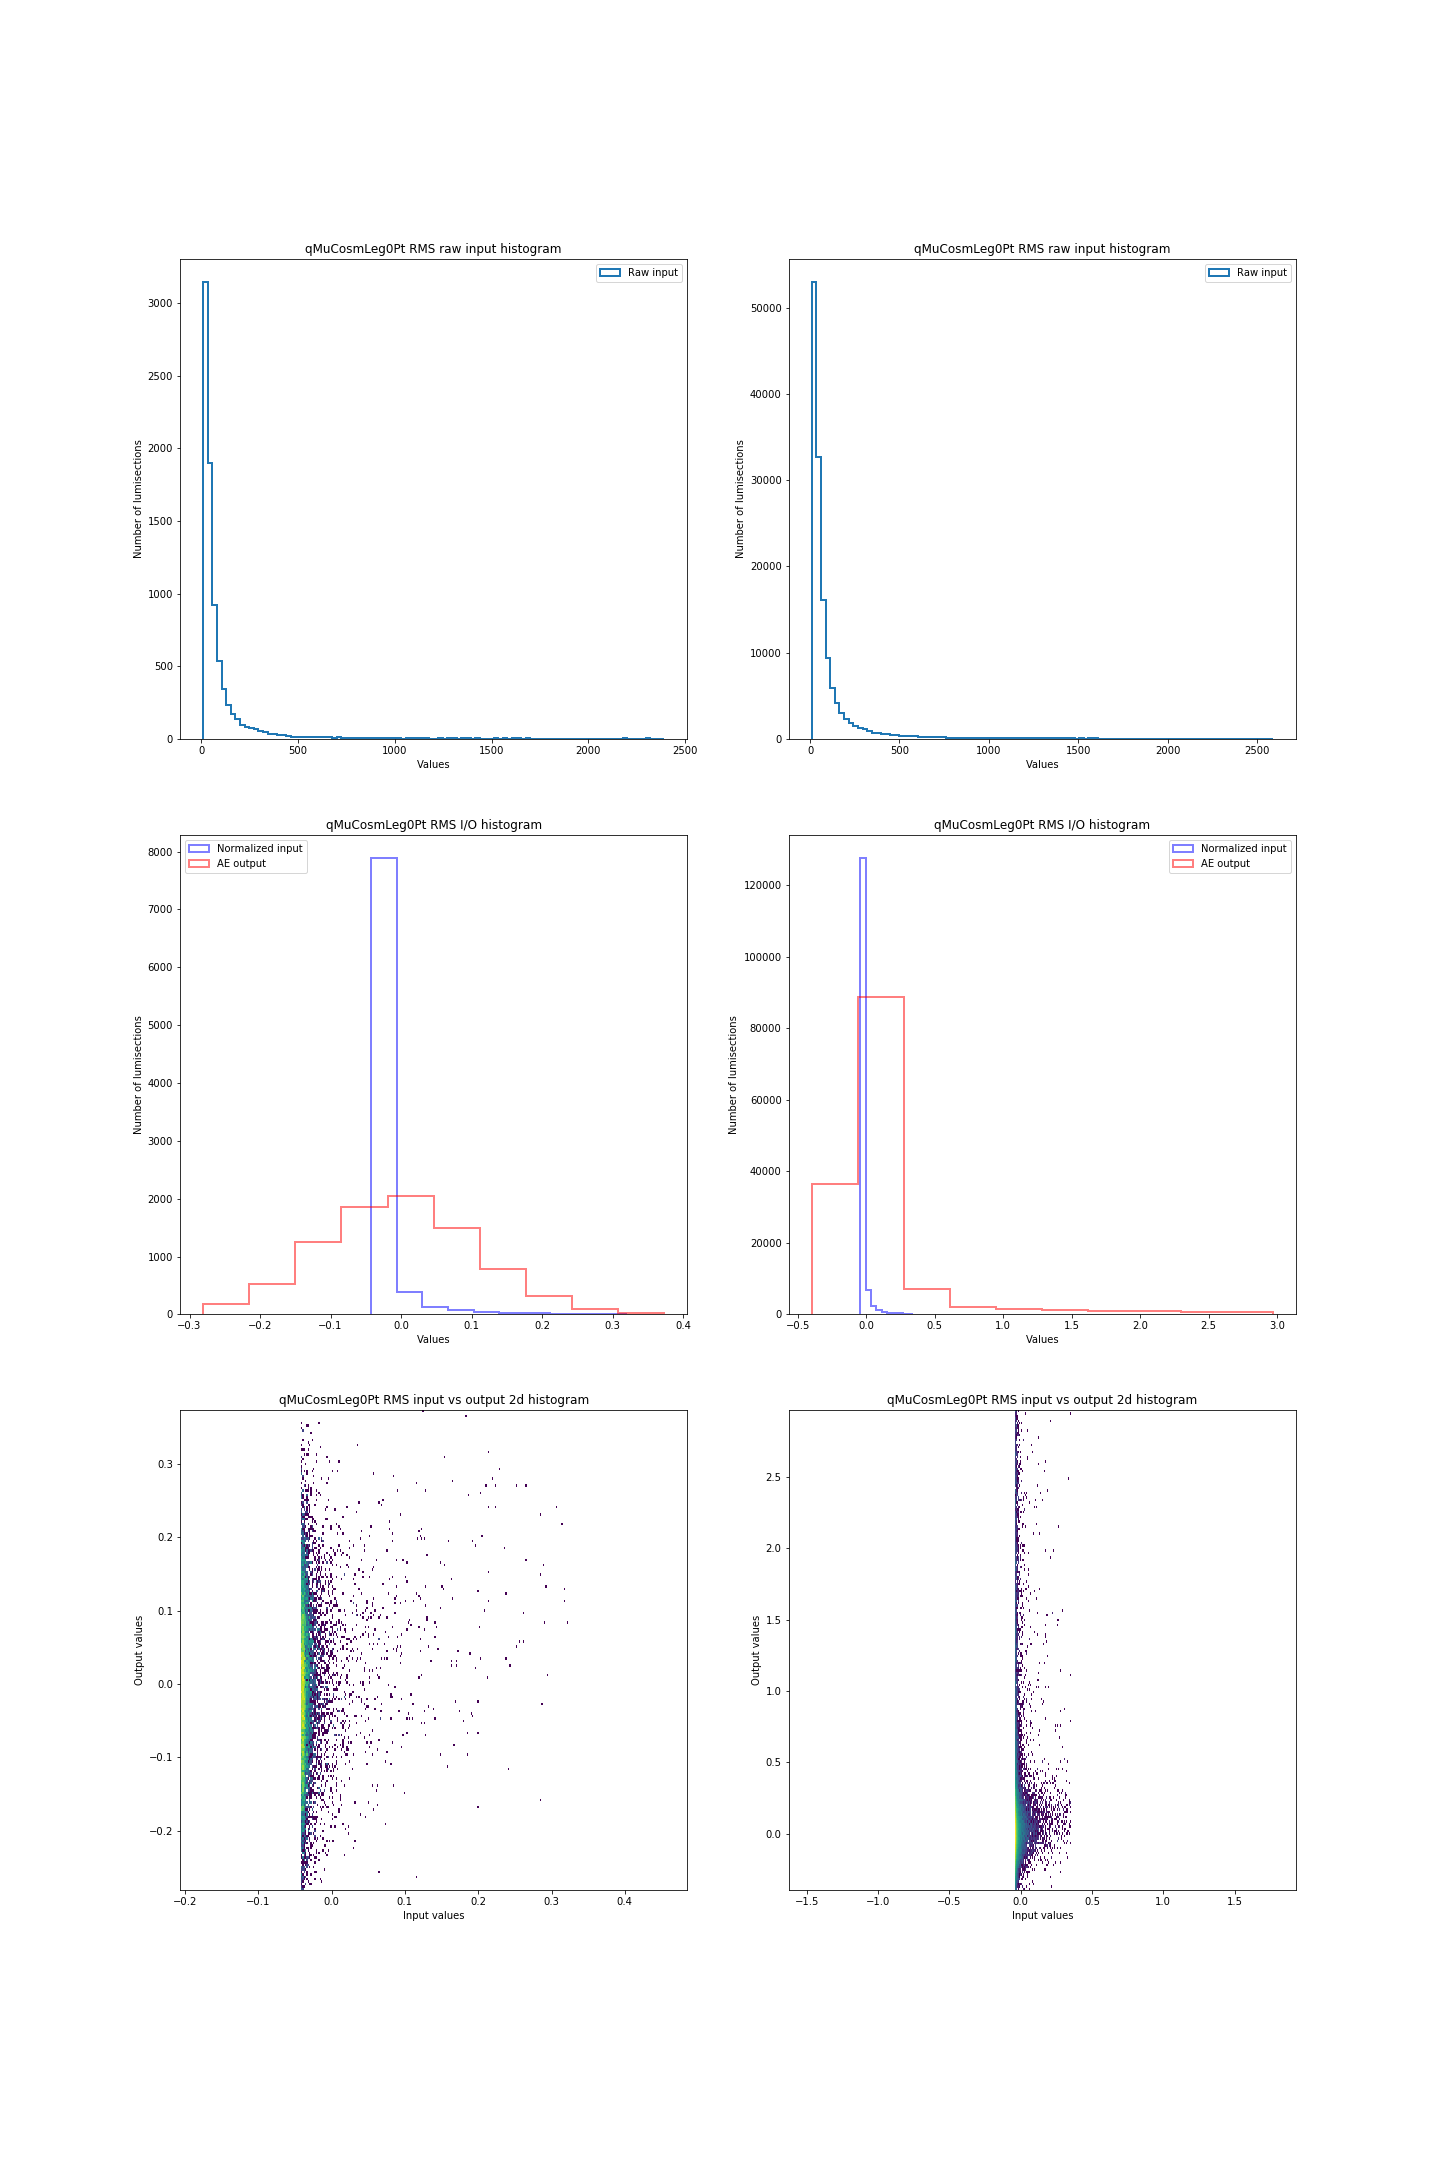 qMuCosmLeg0Pt RMS raw input histogram
Raw input
Number of lumisections
3000
2500
2000
1500
1000
500
0
0 500 1000 1500 2000 2500
Values
qMuCosmLeg0Pt RMS raw input histogram
Raw input
Number of lumisections
50000
40000
30000
20000
10000
0
0 500 1000 1500 2000 2500
Values
qMuCosmLeg0Pt RMS I/O histogram
Normalized input
AE output
Number of lumisections
8000
7000
6000
5000
4000
3000
2000
1000
0
−0.3 −0.2 −0.1 0.0 0.1 0.2 0.3 0.4
Values
qMuCosmLeg0Pt RMS I/O histogram
Normalized input
AE output
Number of lumisections
120000
100000
80000
60000
40000
20000
0
−0.5 0.0 0.5 1.0 1.5 2.0 2.5 3.0
Values
qMuCosmLeg0Pt RMS input vs output 2d histogram
Output values
0.3
0.2
0.1
0.0
−0.1
−0.2
−0.2 −0.1 0.0 0.1 0.2 0.3 0.4
Input values
qMuCosmLeg0Pt RMS input vs output 2d histogram
Output values
2.5
2.0
1.5
1.0
0.5
0.0
−1.5 −1.0 −0.5 0.0 0.5 1.0 1.5
Input values